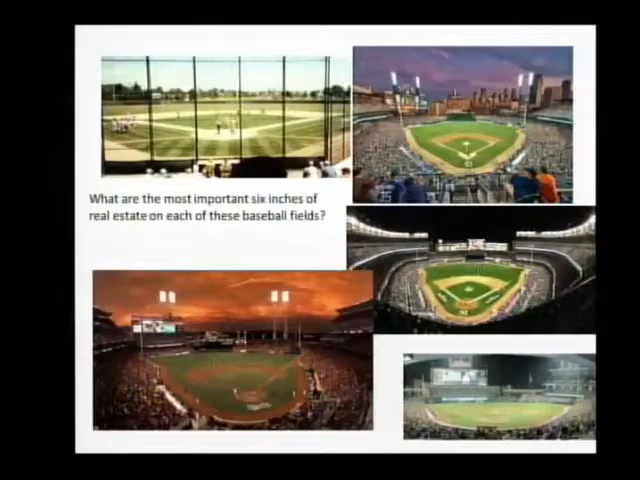 What are the most important six inches of
real estate on each of these baseball fields?